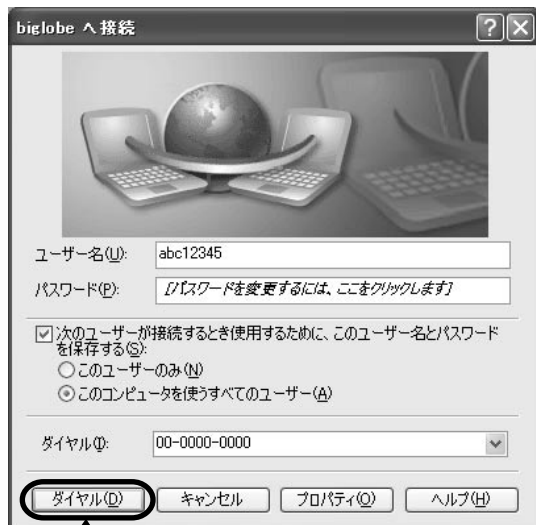 biglobe へ接続
ユーザー名(U):
abc12345
パスワード(P):
[パスワードを変更するには、ここをクリックします]
次のユーザーが接続するとき使用するために、このユーザー名とパスワード
を保存する(S):
このユーザーのみ(N)
このコンピュータを使うすべてのユーザー(A)
ダイヤル(I):
00-0000-0000
ダイヤル(D) キャンセル プロパティ(O) ヘルプ(H)